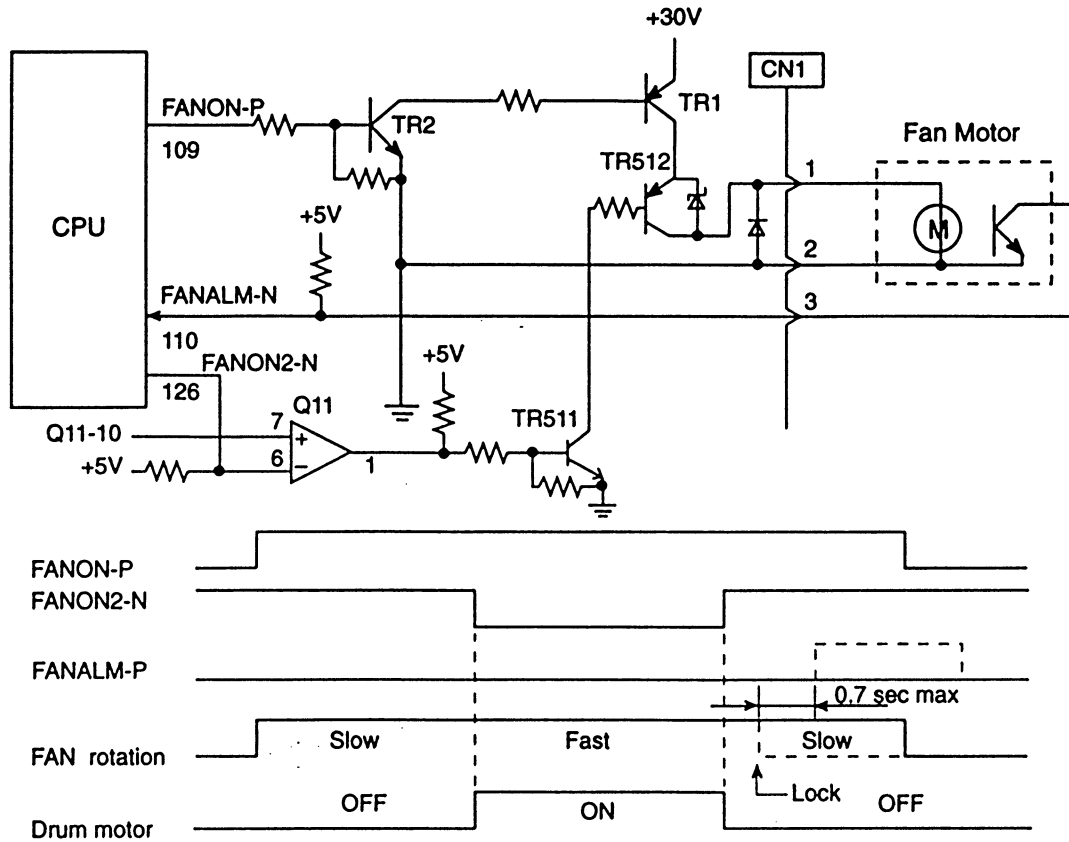 +30V
CN1
FANON-P
109
TR2
TR1
Fan Motor
TR512
1
CPU
+5V
M
2
FANALM-N
3
110
FANON2-N
126
+5V
Q11
TR511
Q11-10
7
+
+5V
6
−
1
FANON-P
FANON2-N
FANALM-P
0.7 sec max
FAN rotation
Slow
Fast
Slow
Lock
Drum motor
OFF
ON
OFF